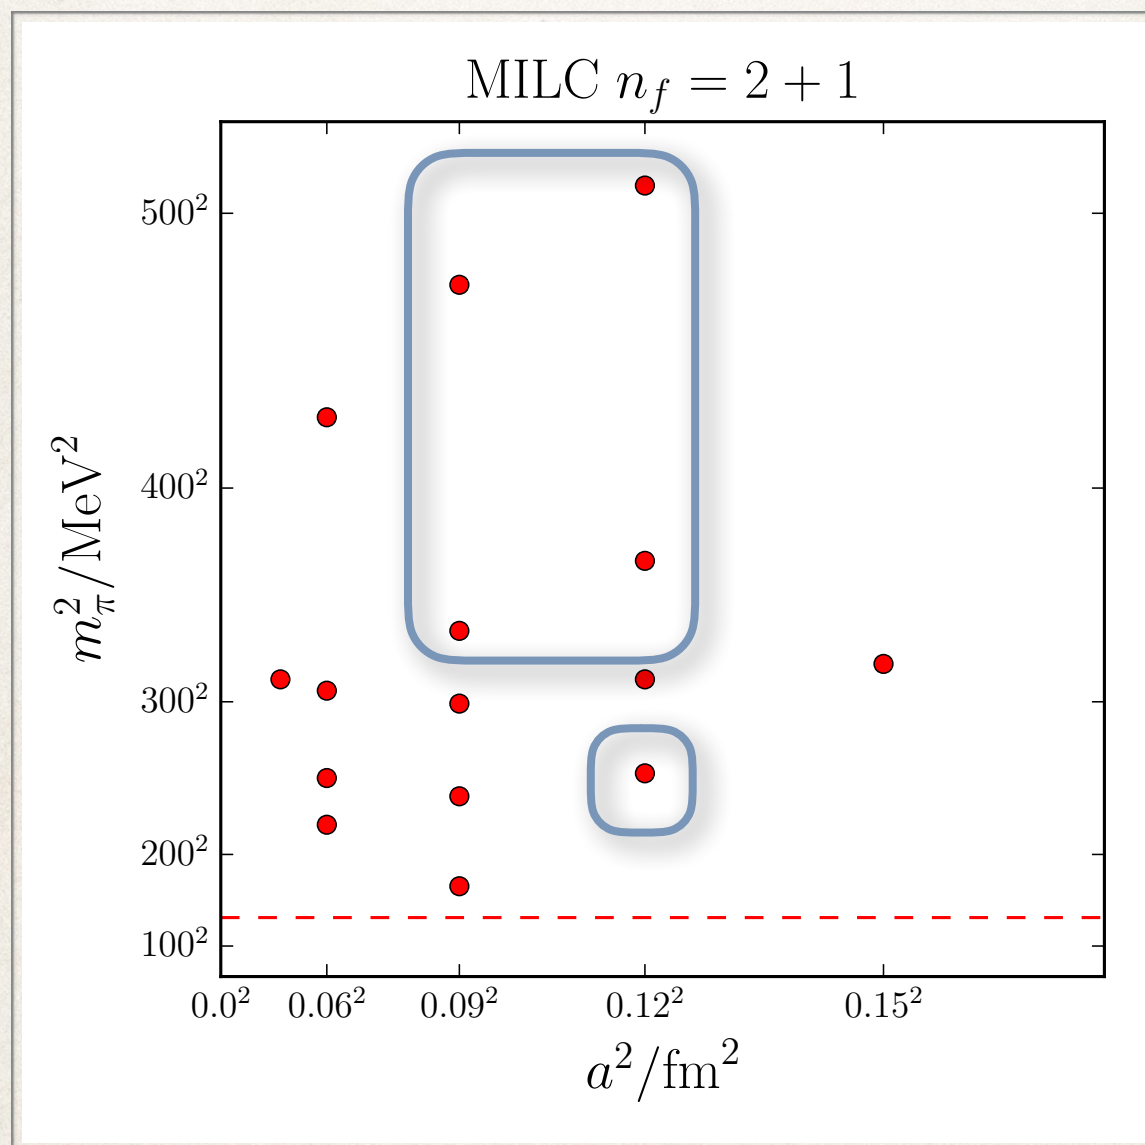 MILC n_f = 2 + 1
500²
400²
300²
200²
100²
m_π²/MeV²
0.0² 0.06² 0.09² 0.12² 0.15²
a²/fm²